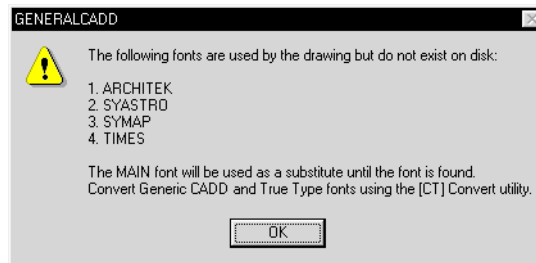 GENERALCADD
The following fonts are used by the drawing but do not exist on disk:
1. ARCHITEK
2. SYASTRO
3. SYMAP
4. TIMES
The MAIN font will be used as a substitute until the font is found.
Convert Generic CADD and True Type fonts using the [CT] Convert utility.
OK